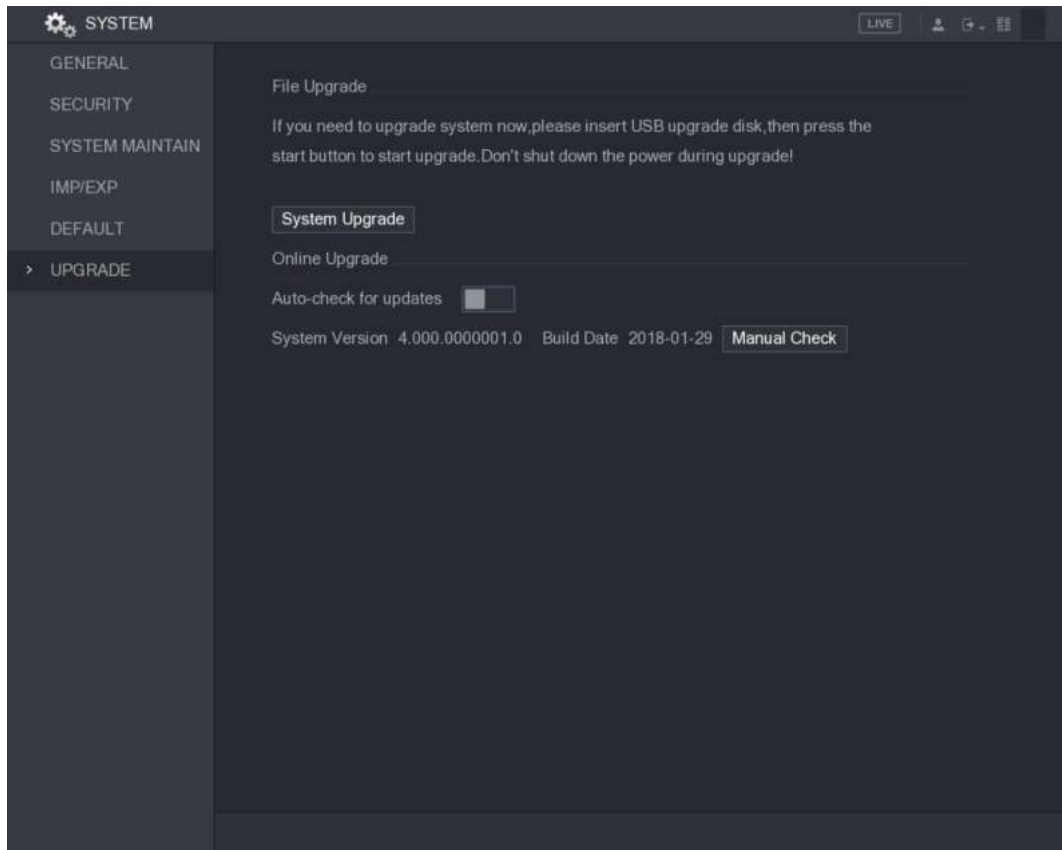 SYSTEM
LIVE
GENERAL
SECURITY
SYSTEM MAINTAIN
IMP/EXP
DEFAULT
> UPGRADE
File Upgrade
If you need to upgrade system now,please insert USB upgrade disk,then press the
start button to start upgrade.Don't shut down the power during upgrade!
System Upgrade
Online Upgrade
Auto-check for updates
System Version 4.000.0000001.0 Build Date 2018-01-29 Manual Check